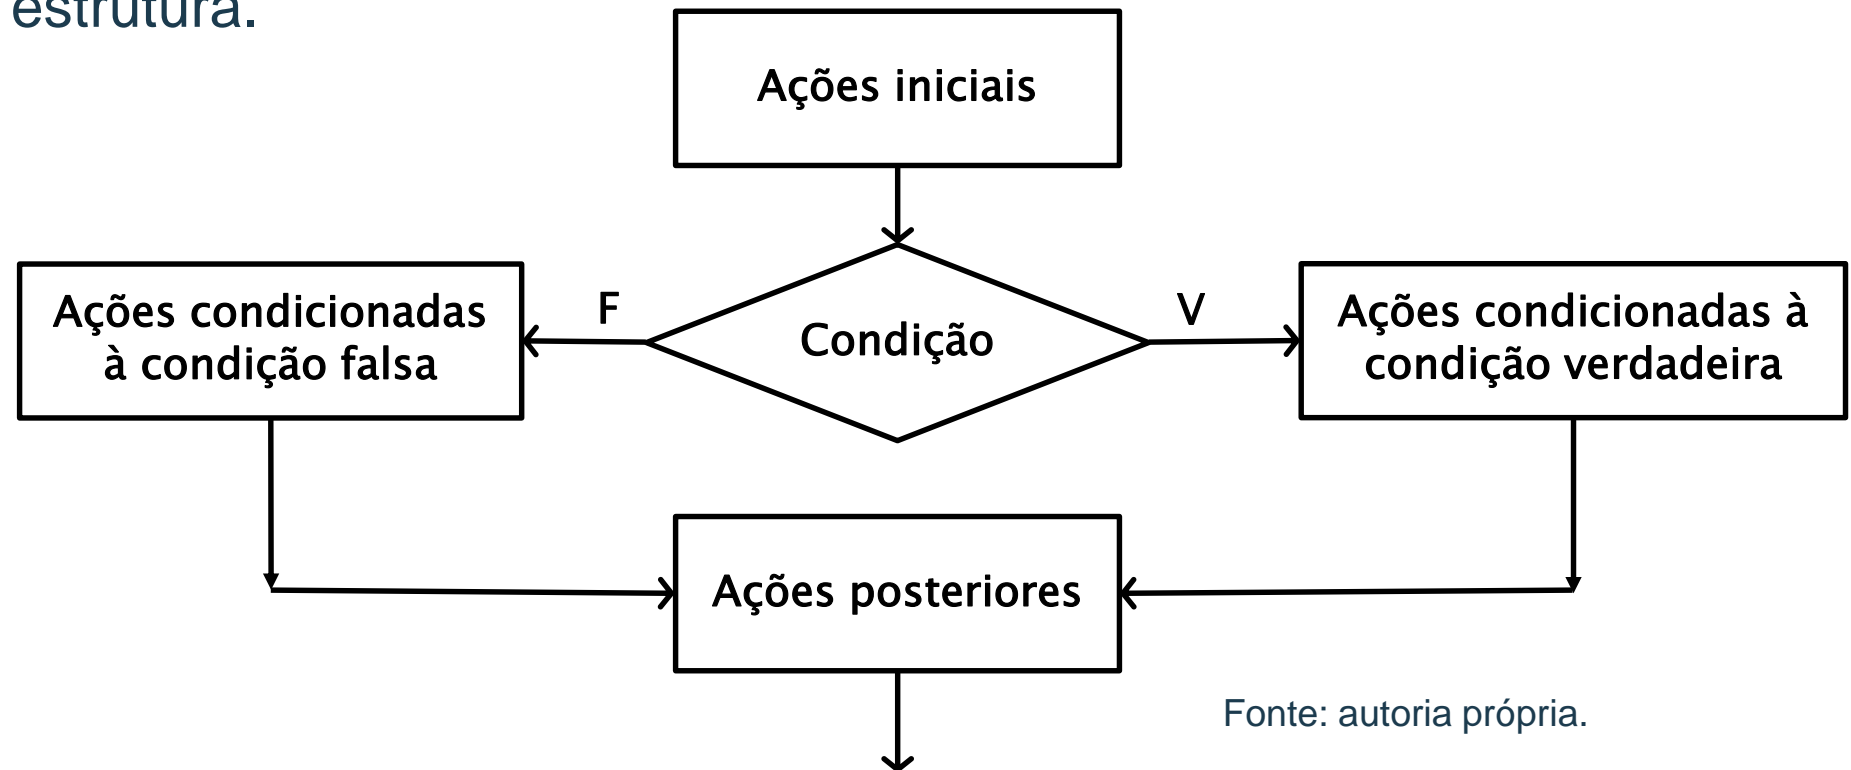 estrutura.
Ações iniciais
Ações condicionadas
à condição falsa
F
Condição
V
Ações condicionadas à
condição verdadeira
Ações posteriores
Fonte: autoria própria.